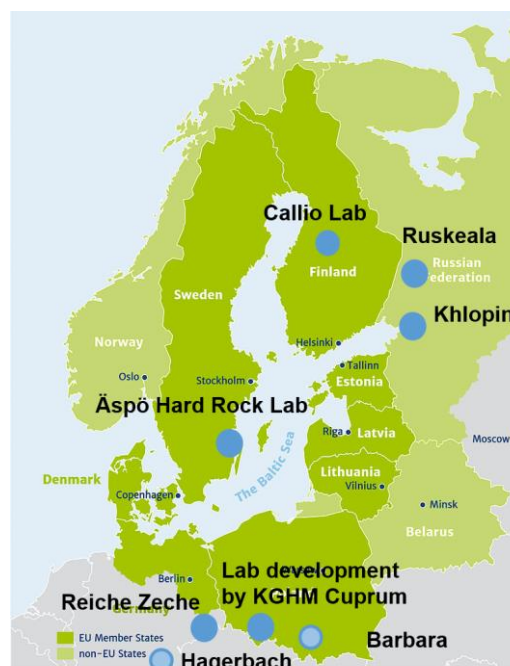 Callio Lab
Ruskeala
Finland
Russian
ederation
Sweden
Khlopin
Norway
Helsinki
Tallinn
Oslo
Stockholm
Estonia
Äspö Hard Rock Lab
Riga
Latvia
Moscow
The Baltic Sea
Lithuania
Denmark
Vilnius
Copenhagen
Minsk
Belarus
Lab development
Berlin
by KGHM Cuprum
Reiche Zeche
Germany
EU Member States
Barbara
non-EU States
Hagerbach